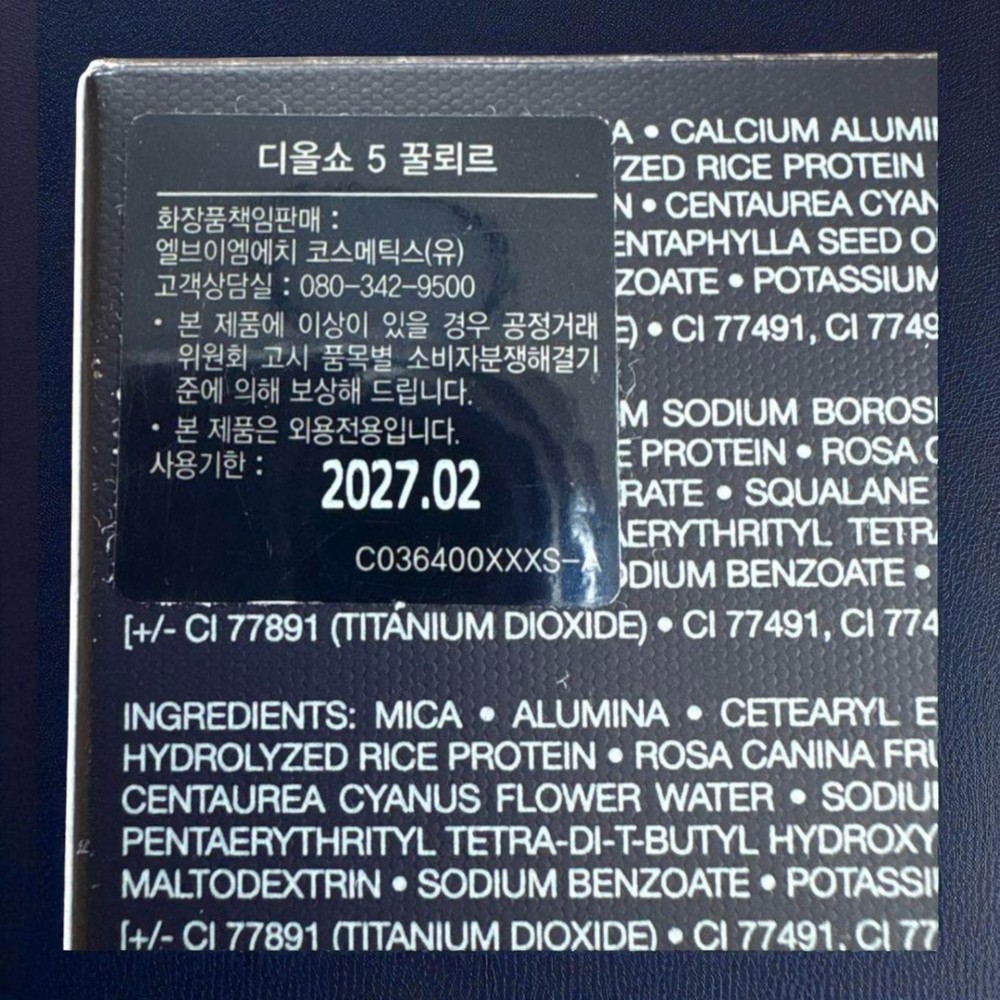 디올쇼 5 꿀뢰르
화장품책임판매 :
엘브이엠에치 코스메틱스(유)
고객상담실 : 080-342-9500
• 본 제품에 이상이 있을 경우 공정거래
위원회 고시 품목별 소비자분쟁해결기
준에 의해 보상해 드립니다.
• 본 제품은 외용전용입니다.
사용기한 :
2027.02
C036400XXXS-A
A • CALCIUM ALUMI
YZED RICE PROTEIN
N • CENTAUREA CYAN
ENTAPHYLLA SEED O
ZOATE • POTASSIUM
E) • CI 77491, CI 7749
M SODIUM BOROSI
E PROTEIN • ROSA C
RATE • SQUALANE
AERYTHRITYL TETRA
ODIUM BENZOATE •
[+/- CI 77891 (TITANIUM DIOXIDE) • CI 77491, CI 774
INGREDIENTS: MICA • ALUMINA • CETEARYL E
HYDROLYZED RICE PROTEIN • ROSA CANINA FRU
CENTAUREA CYANUS FLOWER WATER • SODIU
PENTAERYTHRITYL TETRA-DI-T-BUTYL HYDROXY
MALTODEXTRIN • SODIUM BENZOATE • POTASSI
[+/- CI 77891 (TITANIUM DIOXIDE) • CI 77491, CI 77